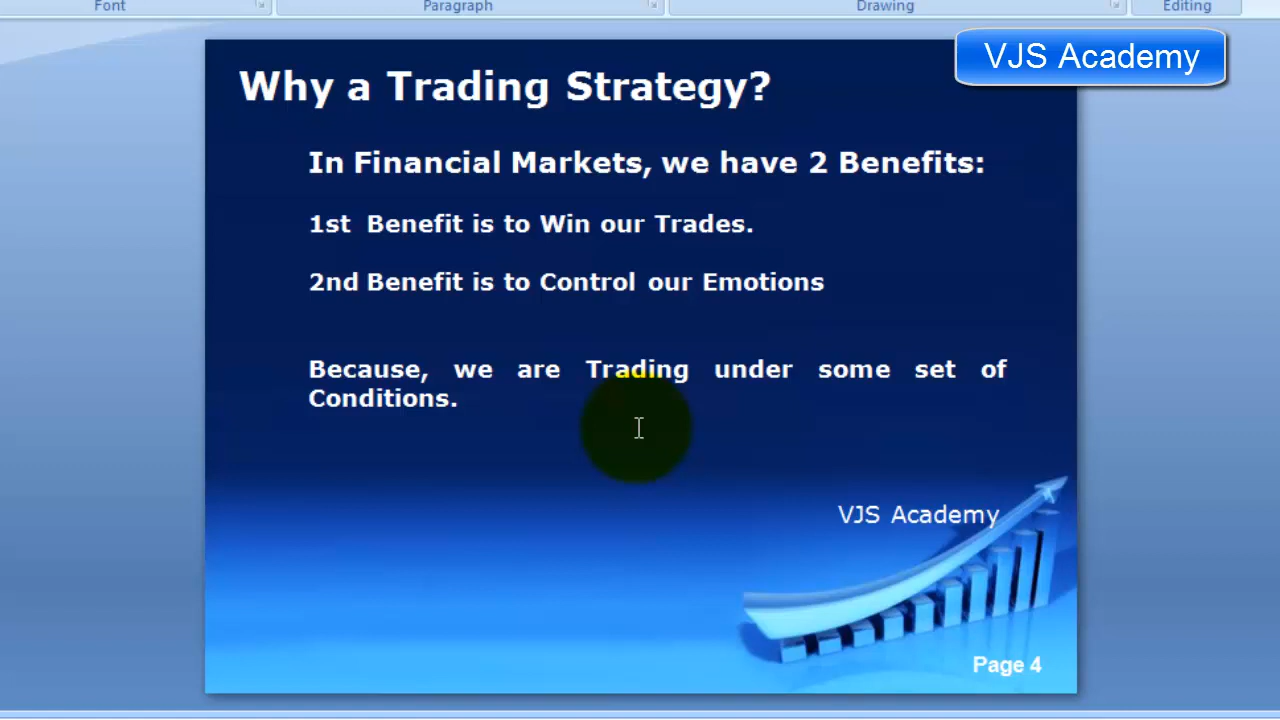 Font Paragraph Drawing Editing
VJS Academy
Why a Trading Strategy?
In Financial Markets, we have 2 Benefits:
1st Benefit is to Win our Trades.
2nd Benefit is to Control our Emotions
Because, we are Trading under some set of
Conditions.
VJS Academy
Page 4